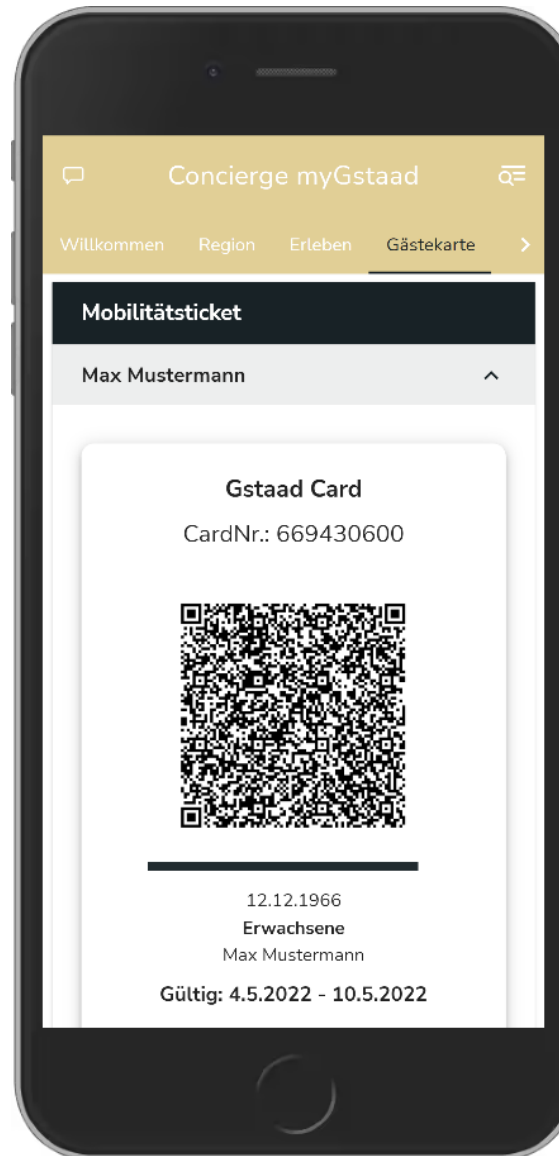 Concierge myGstaad
Willkommen Region Erleben Gästekarte
Mobilitätsticket
Max Mustermann
Gstaad Card
CardNr.: 669430600
12.12.1966
Erwachsene
Max Mustermann
Gültig: 4.5.2022 - 10.5.2022